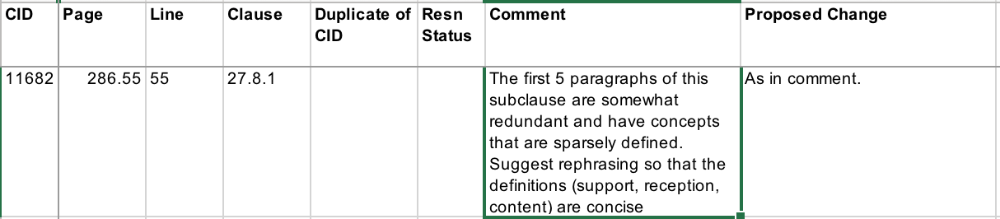 CID Page Line Clause Duplicate of CID Resn Status Comment Proposed Change
11682 286.55 55 27.8.1 The first 5 paragraphs of this As in comment.
subclause are somewhat
redundant and have concepts
that are sparsely defined.
Suggest rephrasing so that the
definitions (support, reception,
content) are concise